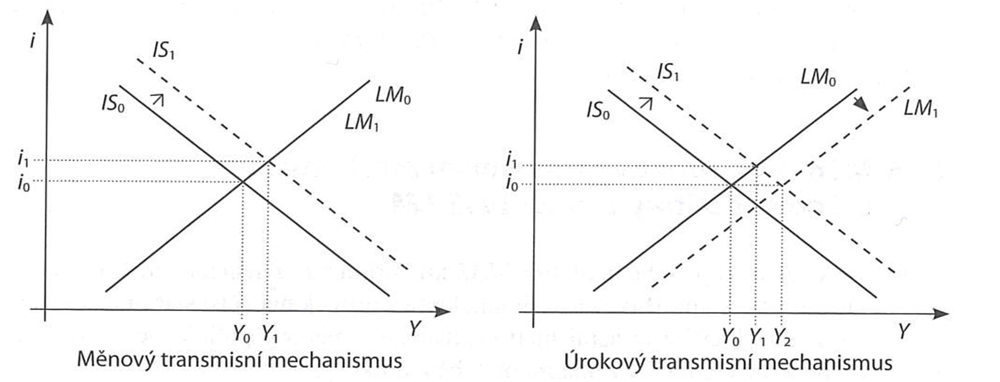 i
IS₁
IS₀
LM₀
LM₁
i₁
i₀
Y₀ Y₁
Y
Měnový transmisní mechanismus
i
IS₁
LM₀
IS₀
LM₁
i₁
i₀
Y₀ Y₁ Y₂
Y
Úrokový transmisní mechanismus